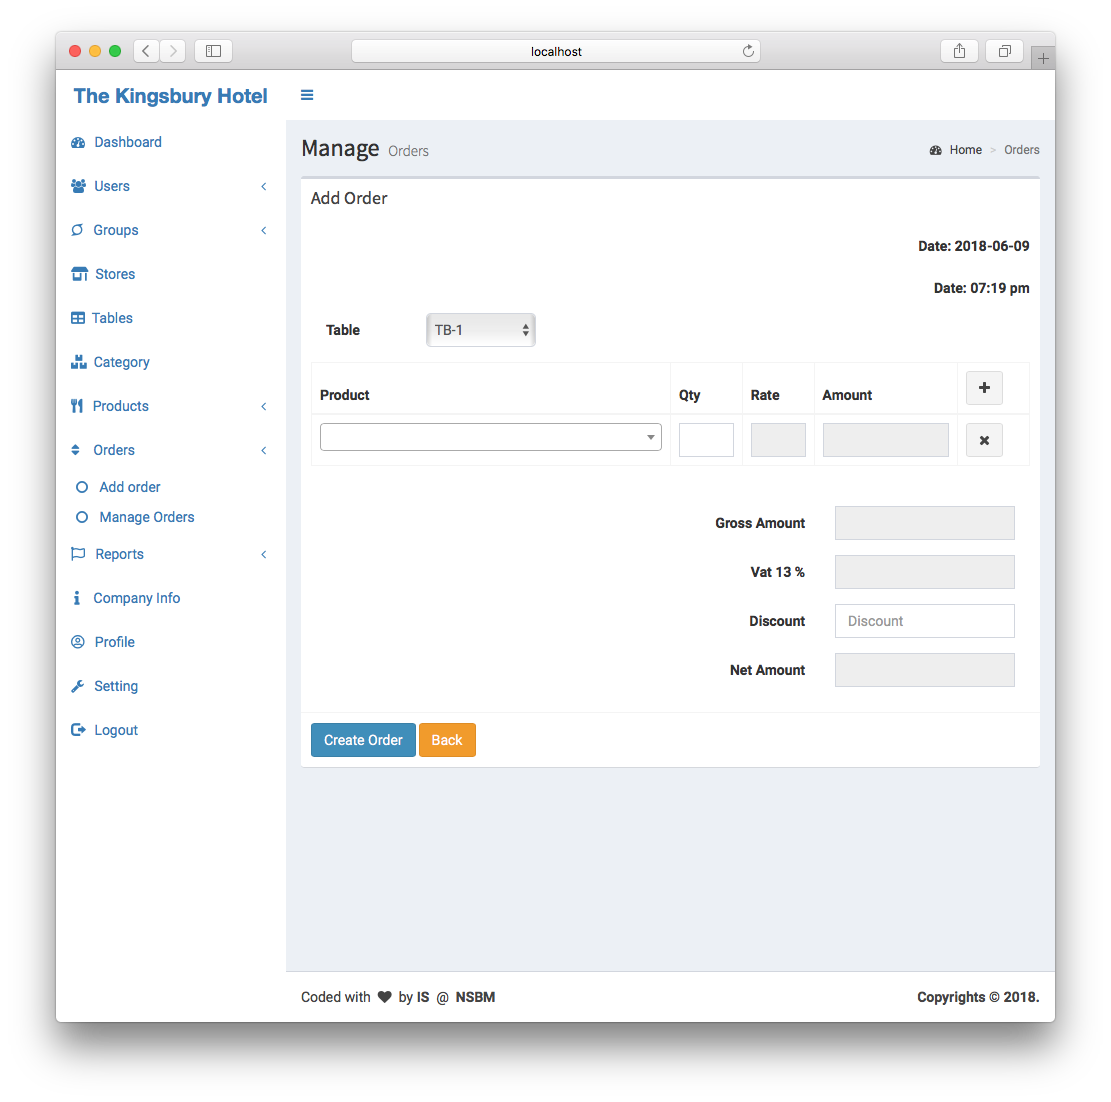 localhost
The Kingsbury Hotel
Dashboard
Users
Groups
Stores
Tables
Category
Products
Orders
Add order
Manage Orders
Reports
Company Info
Profile
Setting
Logout
Manage Orders
Home > Orders
Add Order
Date: 2018-06-09
Date: 07:19 pm
Table TB-1
Product Qty Rate Amount
Gross Amount
Vat 13 %
Discount Discount
Net Amount
Create Order Back
Coded with ♥ by IS @ NSBM
Copyrights © 2018.